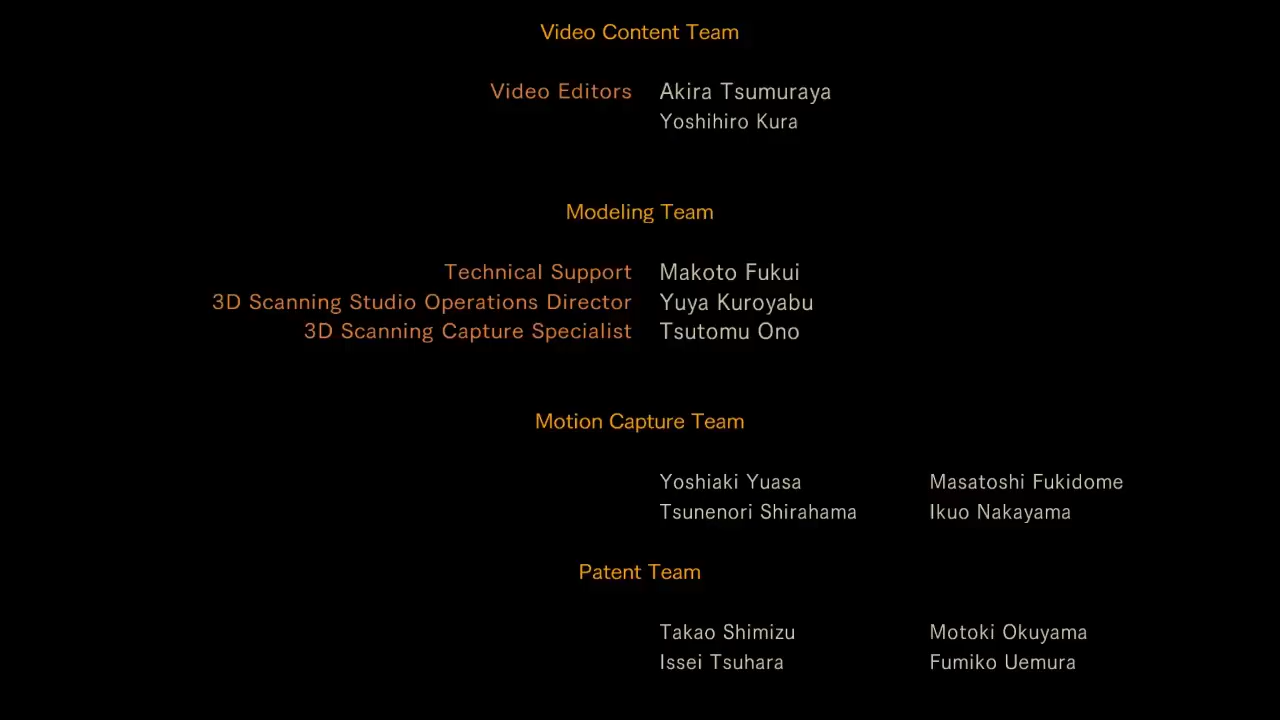 Video Content Team
Video Editors Akira Tsumuraya
Yoshihiro Kura
Modeling Team
Technical Support Makoto Fukui
3D Scanning Studio Operations Director Yuya Kuroyabu
3D Scanning Capture Specialist Tsutomu Ono
Motion Capture Team
Yoshiaki Yuasa Masatoshi Fukidome
Tsunenori Shirahama Ikuo Nakayama
Patent Team
Takao Shimizu Motoki Okuyama
Issei Tsuhara Fumiko Uemura